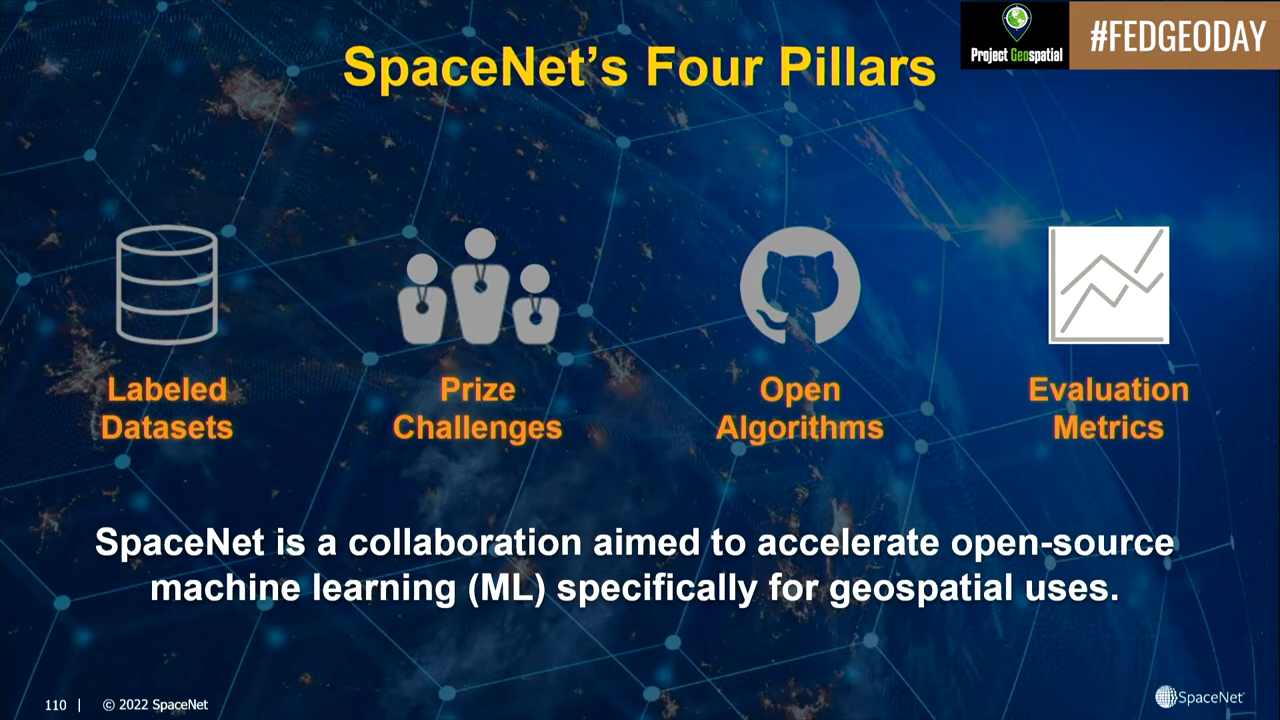 Project Geospatial
#FEDGEODAY
SpaceNet’s Four Pillars
Labeled
Datasets
Prize
Challenges
Open
Algorithms
Evaluation
Metrics
SpaceNet is a collaboration aimed to accelerate open-source
machine learning (ML) specifically for geospatial uses.
110 | © 2022 SpaceNet
SpaceNet